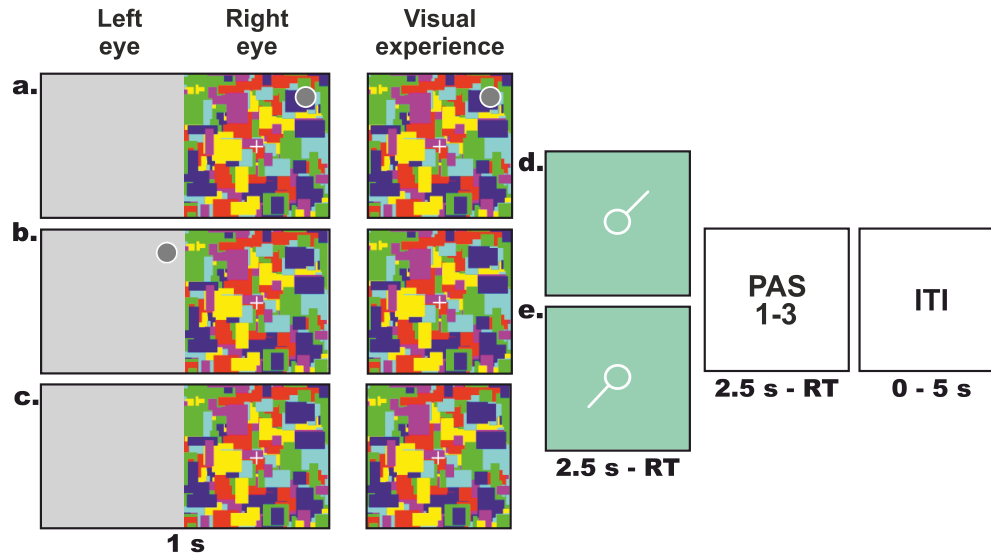 Left eye
Right eye
Visual experience
a.
b.
c.
1 s
d.
e.
2.5 s - RT
PAS
1-3
2.5 s - RT
ITI
0 - 5 s